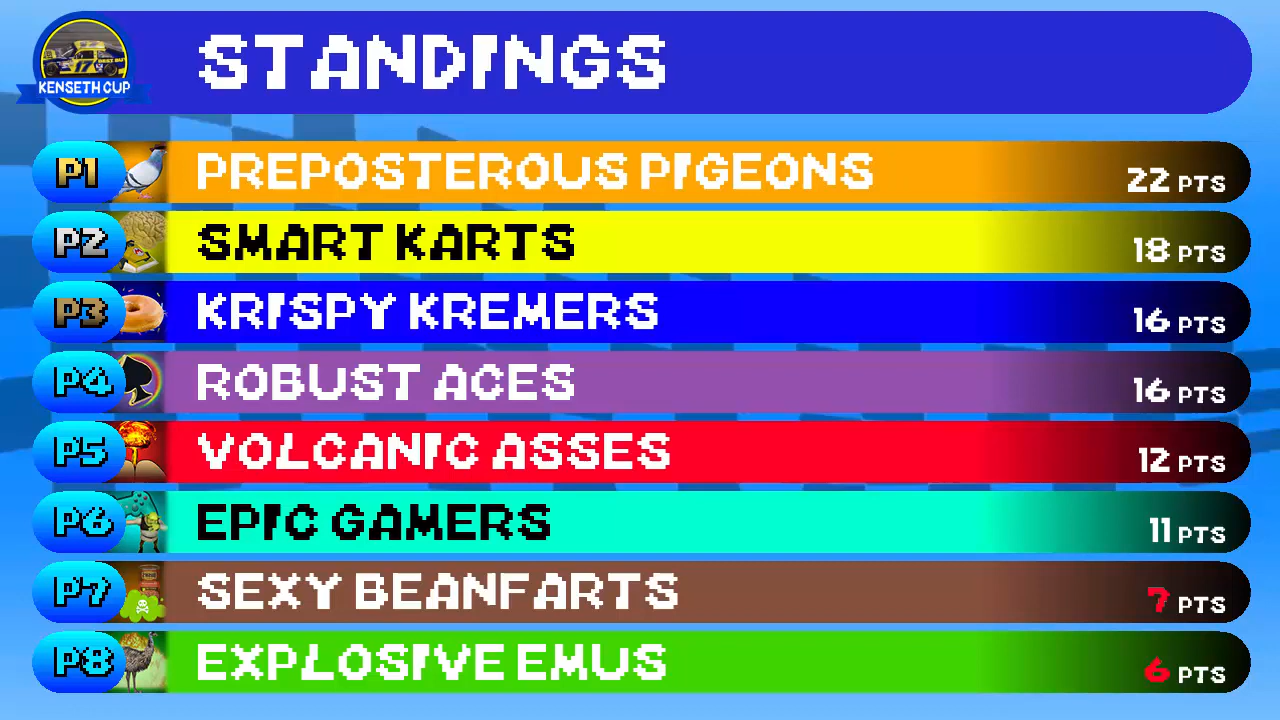 KENSETH CUP
STANDINGS
P1 PREPOSTEROUS PIGEONS 22 PTS
P2 SMART KARTS 18 PTS
P3 KRISPY KREMERS 16 PTS
P4 ROBUST ACES 16 PTS
P5 VOLCANIC ASSES 12 PTS
P6 EPIC GAMERS 11 PTS
P7 SEXY BEANFARTS 7 PTS
P8 EXPLOSIVE EMUS 6 PTS